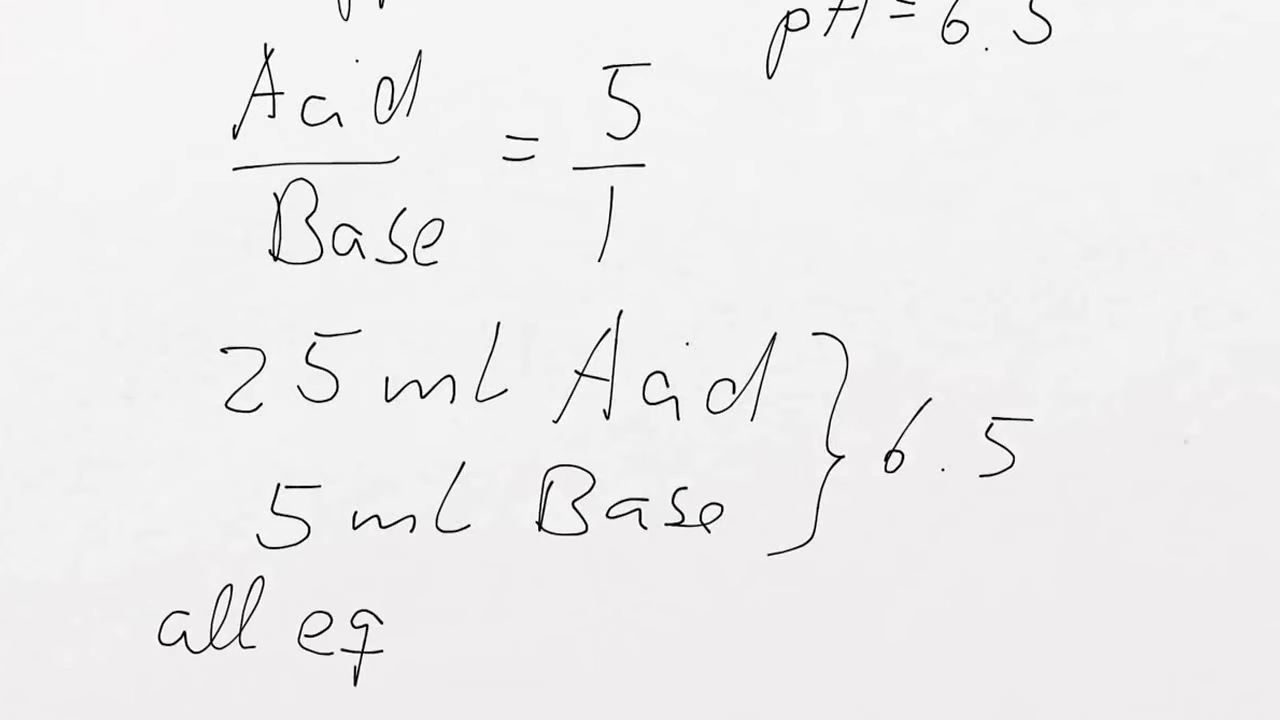 pH = 6.5
Acid
Base
= 5
1
25 ml Acid
5 ml Base
} 6.5
all eq